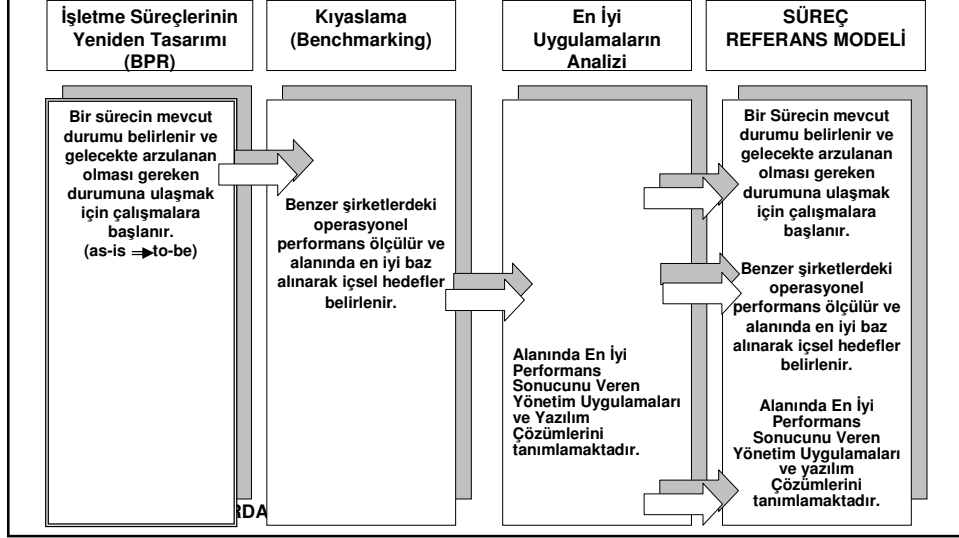 İşletme Süreçlerinin
Yeniden Tasarımı
(BPR)
Kıyaslama
(Benchmarking)
En İyi
Uygulamaların
Analizi
SÜREÇ
REFERANS MODELİ
Bir sürecin mevcut
durumu belirlenir ve
gelecekte arzulanan
olması gereken
durumuna ulaşmak
için çalışmalara
başlanır.
(as-is ⇒to-be)
Benzer şirketlerdeki
operasyonel
performans ölçülür ve
alanında en iyi baz
alınarak içsel hedefler
belirlenir.
Alanında En İyi
Performans
Sonucunu Veren
Yönetim Uygulamaları
ve Yazılım
Çözümlerini
tanımlamaktadır.
Bir Sürecin mevcut
durumu belirlenir ve
gelecekte arzulanan
olması gereken
durumuna ulaşmak
için çalışmalara
başlanır.
Benzer şirketlerdeki
operasyonel
performans ölçülür ve
alanında en iyi baz
alınarak içsel hedefler
belirlenir.
Alanında En İyi
Performans
Sonucunu Veren
Yönetim Uygulamaları
ve yazılım
Çözümlerini
tanımlamaktadır.